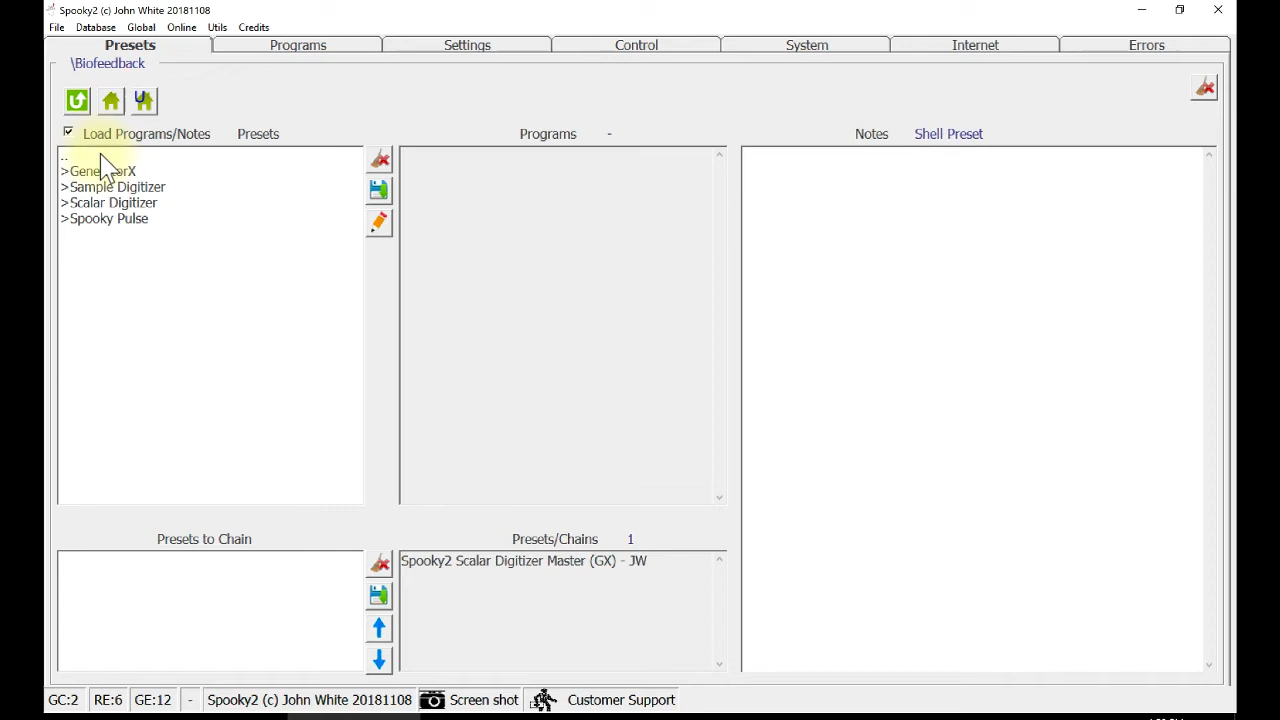 Spooky2 (c) John White 20181108
File Database Global Online Utils Credits
Presets Programs Settings Control System Internet Errors
\Biofeedback
U
Load Programs/Notes Presets Programs - Notes Shell Preset
..
>GeneratorX
>Sample Digitizer
>Scalar Digitizer
>Spooky Pulse
Presets to Chain Presets/Chains 1
Spooky2 Scalar Digitizer Master (GX) - JW
GC:2 RE:6 GE:12 - Spooky2 (c) John White 20181108 Screen shot Customer Support